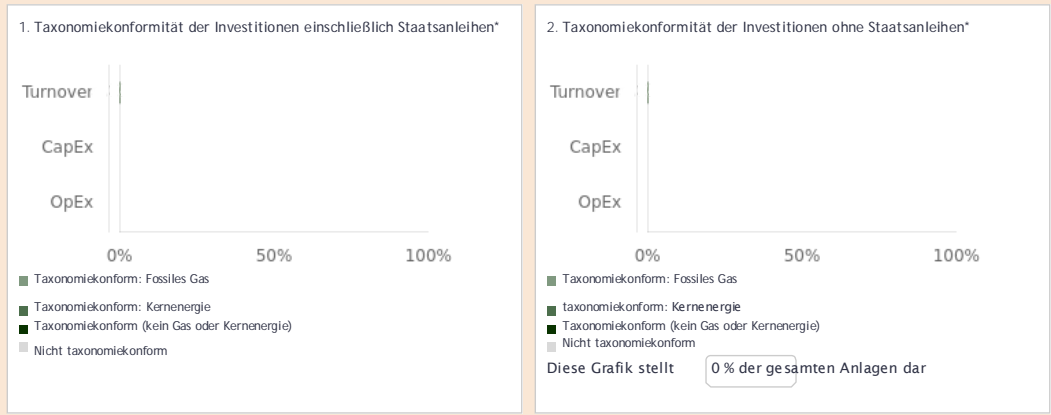 1. Taxonomiekonformität der Investitionen einschließlich Staatsanleihen*
Turnover
CapEx
OpEx
0% 50% 100%
Taxonomiekonform: Fossiles Gas
Taxonomiekonform: Kernenergie
Taxonomiekonform (kein Gas oder Kernenergie)
Nicht taxonomiekonform
2. Taxonomiekonformität der Investitionen ohne Staatsanleihen*
Turnover
CapEx
OpEx
0% 50% 100%
Taxonomiekonform: Fossiles Gas
taxonomiekonform: Kernenergie
Taxonomiekonform (kein Gas oder Kernenergie)
Nicht taxonomiekonform
Diese Grafik stellt 0 % der gesamten Anlagen dar